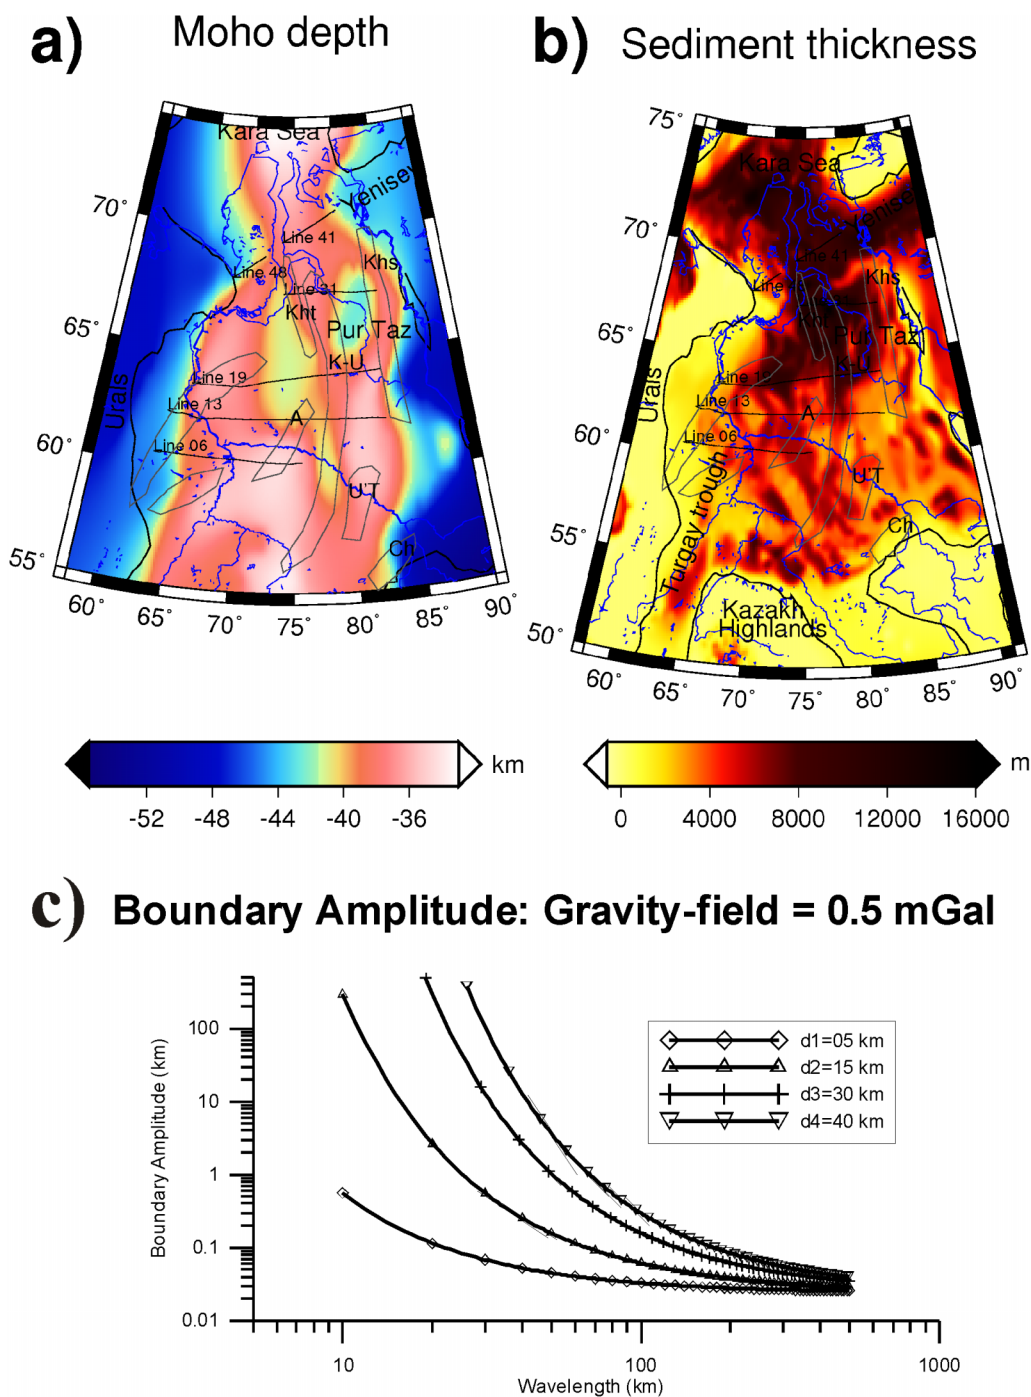 a) Moho depth
b) Sediment thickness
Kara Sea
Yenisey
70°
65°
60°
55°
Line 41
Line 48
Line 31
Khs
Kht
Pur Taz
K-U
Urals
Line 19
Line 13
A
Line 06
U'T
Ch
60° 65° 70° 75° 80° 85° 90°
km
-52 -48 -44 -40 -36
75°
70°
65°
60°
55°
50°
Kara Sea
Yenisey
Line 41
Khs
Pur Taz
K-U
Urals
Line 13
A
Line 06
U'T
Turgay trough
Ch
Kazakh
Highlands
60° 65° 70° 75° 80° 85° 90°
m
0 4000 8000 12000 16000
c) Boundary Amplitude: Gravity-field = 0.5 mGal
Boundary Amplitude (km)
100
10
1
0.1
0.01
d1=05 km
d2=15 km
d3=30 km
d4=40 km
10 100 1000
Wavelength (km)